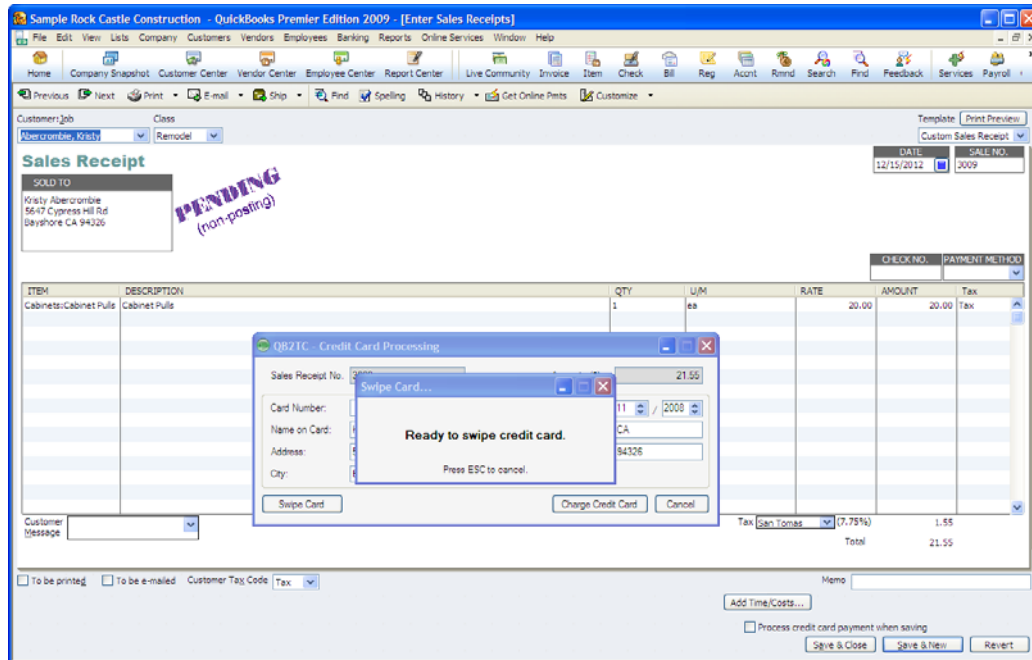 Sample Rock Castle Construction - QuickBooks Premier Edition 2009 - [Enter Sales Receipts]
File Edit View Lists Company Customers Vendors Employees Banking Reports Online Services Window Help
Home Company Snapshot Customer Center Vendor Center Employee Center Report Center Live Community Invoice Item Check Bill Reg Accnt Rmnd Search Find Feedback Services Payroll
Previous Next Print E-mail Ship Find Spelling History Get Online Pmts Customize
Customer:Job Class Template Print Preview
Abercrombie, Kristy Remodel Custom Sales Receipt
Sales Receipt
DATE SALE NO.
12/15/2012 3009
SOLD TO
Kristy Abercrombie
5647 Cypress Hill Rd
Bayshore CA 94326
PENDING
(non-posting)
CHECK NO. PAYMENT METHOD
ITEM DESCRIPTION QTY U/M RATE AMOUNT Tax
Cabinets:Cabinet Pulls Cabinet Pulls 1 ea 20.00 20.00 Tax
QB2TC - Credit Card Processing
Sales Receipt No. 21.55
Swipe Card...
Card Number: 11 / 2008
Name on Card: CA
Ready to swipe credit card.
Address: 94326
Press ESC to cancel.
City:
Swipe Card Charge Credit Card Cancel
Customer Message
Tax San Tomas (7.75%) 1.55
Total 21.55
To be printed To be e-mailed Customer Tax Code Tax Memo
Add Time/Costs...
Process credit card payment when saving
Save & Close Save & New Revert